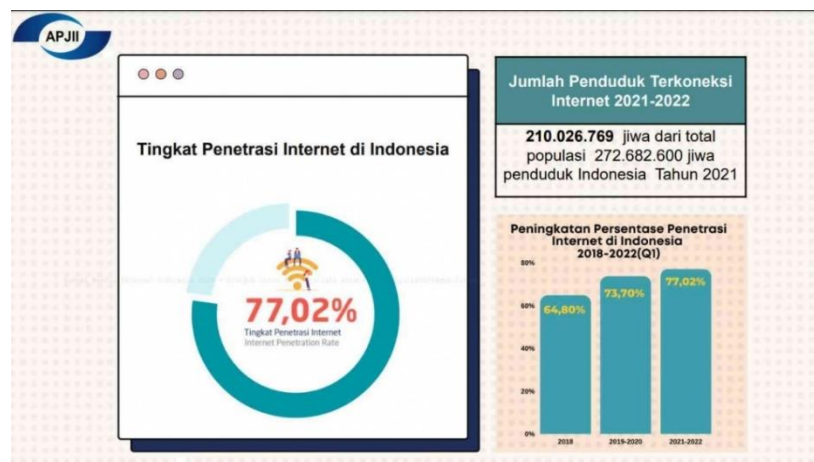 APJII
Tingkat Penetrasi Internet di Indonesia
77,02%
Tingkat Penetrasi Internet
Internet Penetration Rate
Jumlah Penduduk Terkoneksi
Internet 2021-2022
210.026.769 jiwa dari total
populasi 272.682.600 jiwa
penduduk Indonesia Tahun 2021
Peningkatan Persentase Penetrasi
Internet di Indonesia
2018-2022(Q1)
80%
60%
40%
20%
0%
64,80%
73,70%
77,02%
2018
2019-2020
2021-2022